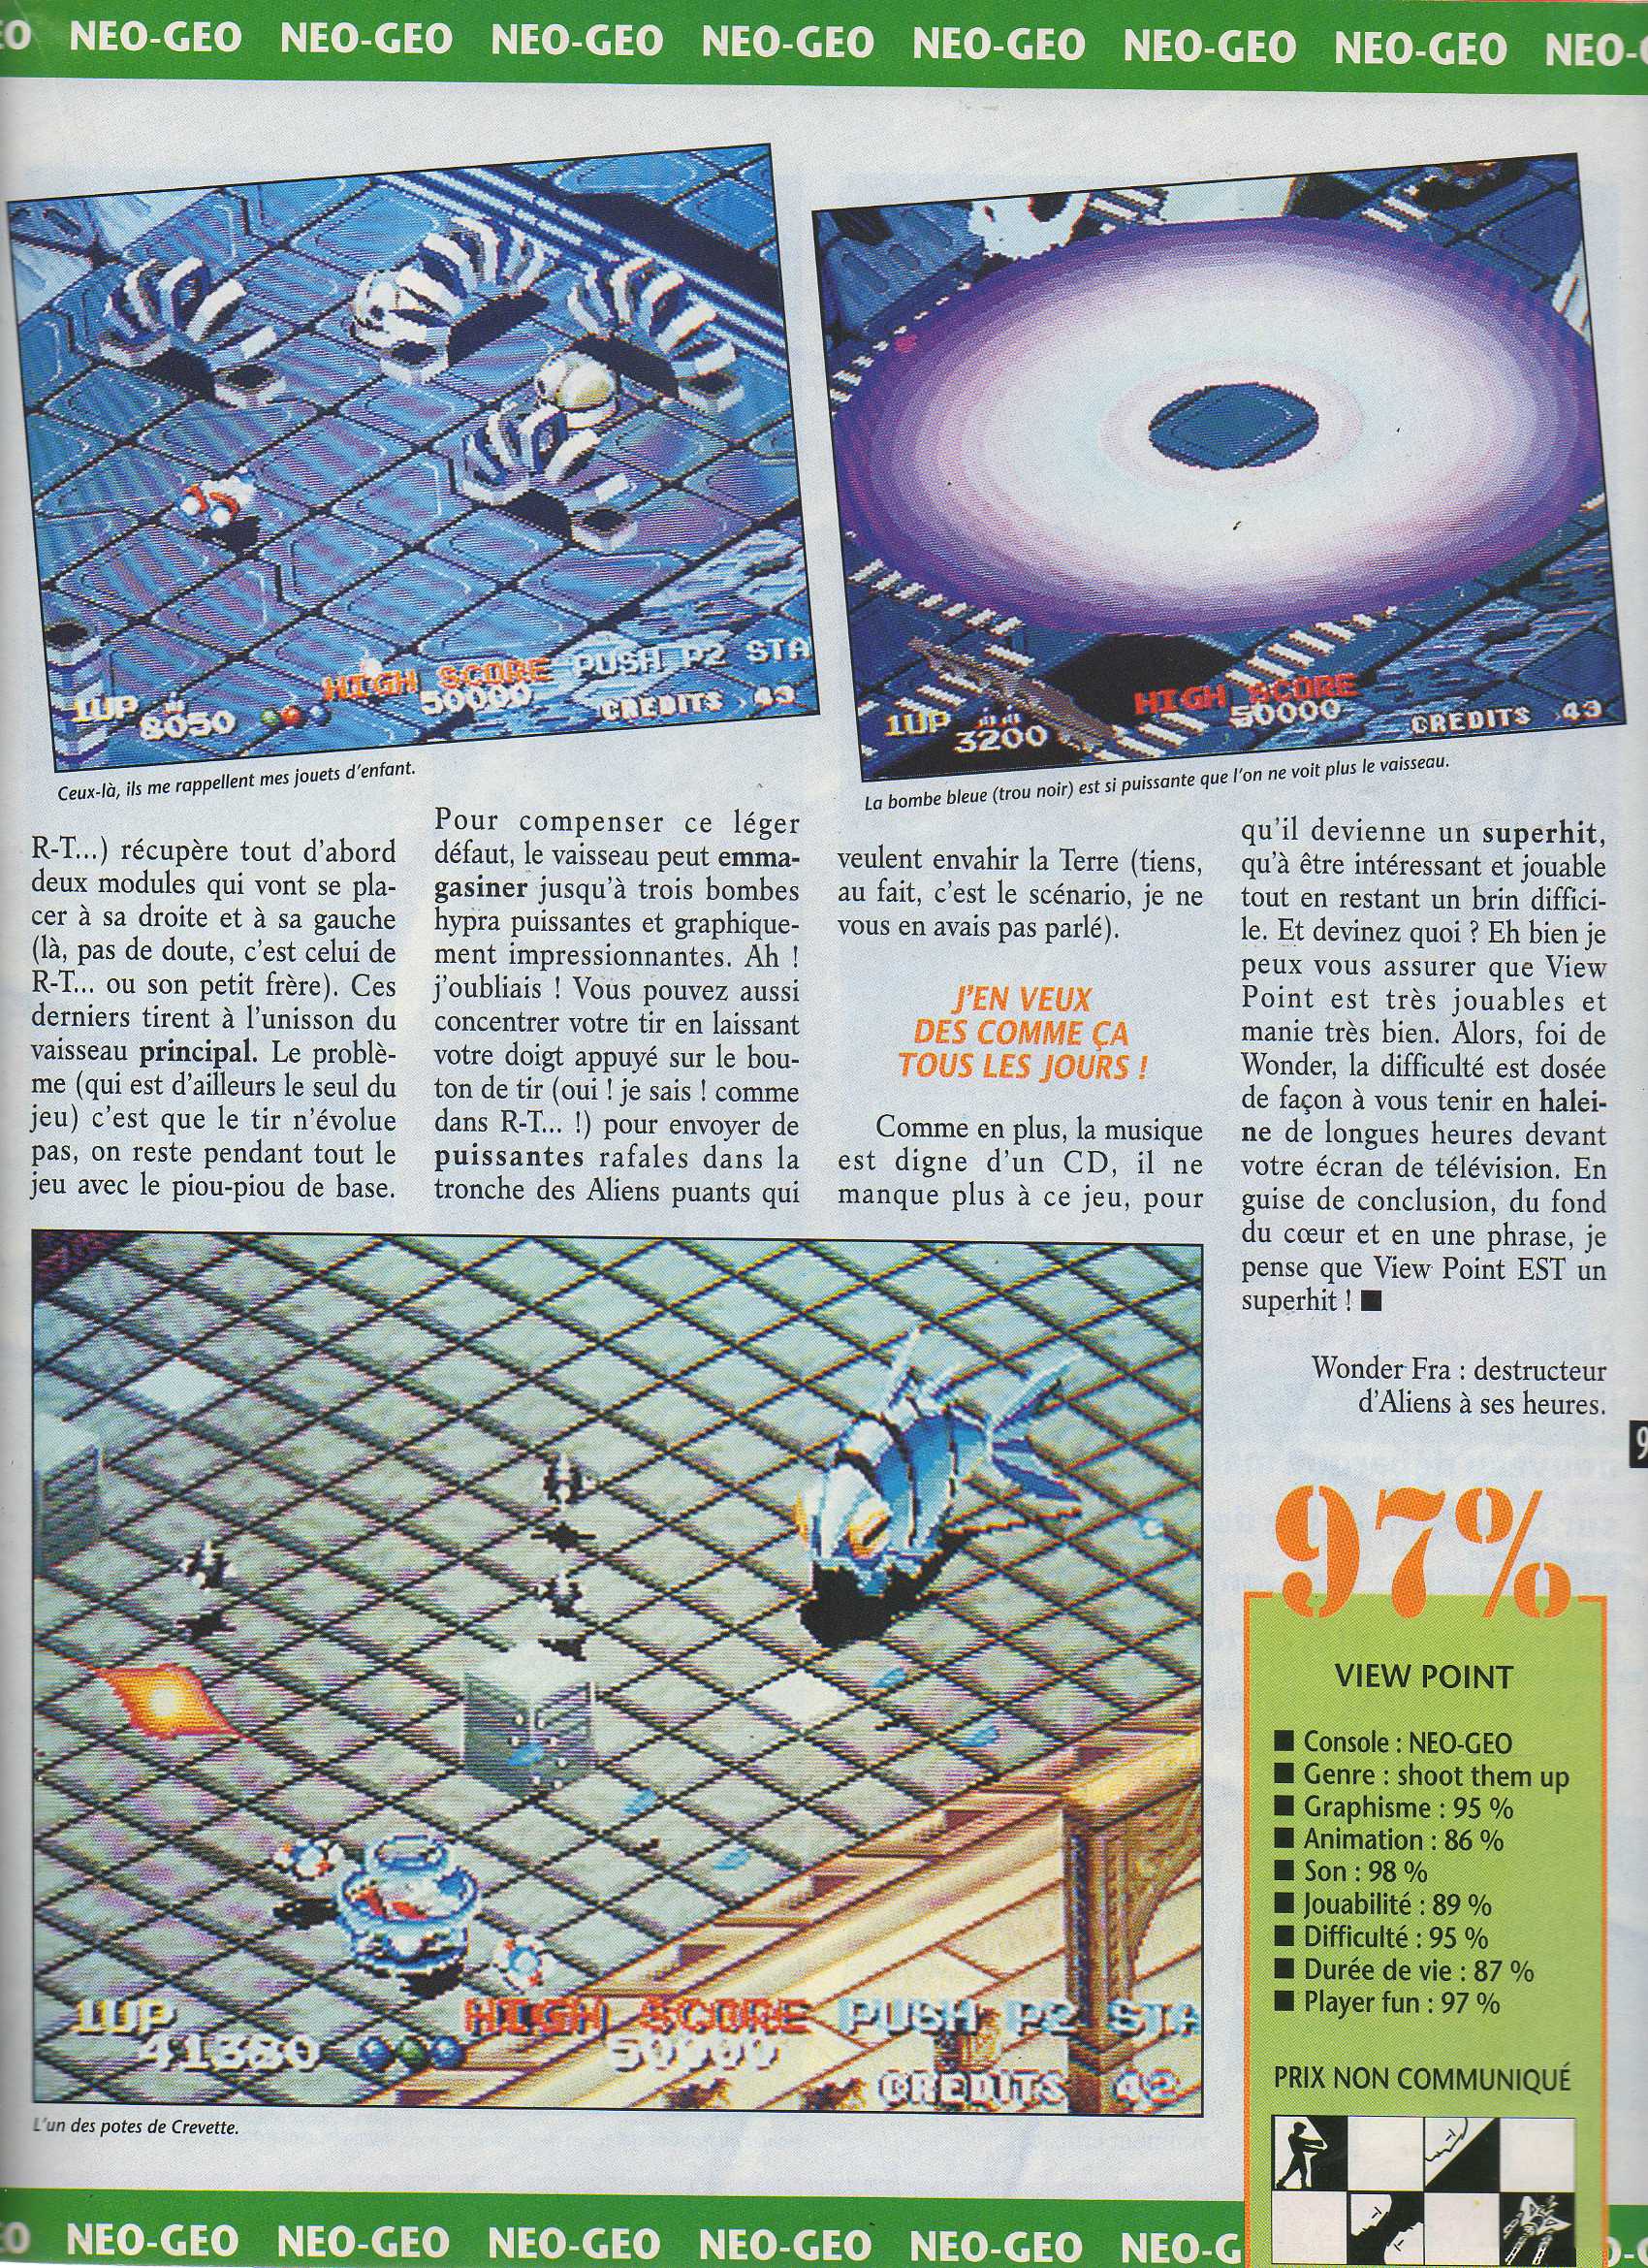 NEO-GEO NEO-GEO NEO-GEO NEO-GEO NEO-GEO NEO-GEO NEO-GEO
1UP
8050
HIGH SCORE
50000
PUSH P2 STA
CREDITS 43
Ceux-là, ils me rappellent mes jouets d'enfant.
1UP
3200
HIGH SCORE
50000
CREDITS 43
La bombe bleue (trou noir) est si puissante que l'on ne voit plus le vaisseau.
R-T...) récupère tout d'abord
deux modules qui vont se pla-
cer à sa droite et à sa gauche
(là, pas de doute, c'est celui de
R-T... ou son petit frère). Ces
derniers tirent à l'unisson du
vaisseau principal. Le problè-
me (qui est d'ailleurs le seul du
jeu) c'est que le tir n'évolue
pas, on reste pendant tout le
jeu avec le piou-piou de base.
Pour compenser ce léger
défaut, le vaisseau peut emma-
gasiner jusqu'à trois bombes
hypra puissantes et graphique-
ment impressionnantes. Ah !
j'oubliais ! Vous pouvez aussi
concentrer votre tir en laissant
votre doigt appuyé sur le bou-
ton de tir (oui ! je sais ! comme
dans R-T... !) pour envoyer de
puissantes rafales dans la
tronche des Aliens puants qui
veulent envahir la Terre (tiens,
au fait, c'est le scénario, je ne
vous en avais pas parlé).
J'EN VEUX
DES COMME ÇA
TOUS LES JOURS !
Comme en plus, la musique
est digne d'un CD, il ne
manque plus à ce jeu, pour
qu'il devienne un superhit,
qu'à être intéressant et jouable
tout en restant un brin diffici-
le. Et devinez quoi ? Eh bien je
peux vous assurer que View
Point est très jouables et
manie très bien. Alors, foi de
Wonder, la difficulté est dosée
de façon à vous tenir en halei-
ne de longues heures devant
votre écran de télévision. En
guise de conclusion, du fond
du cœur et en une phrase, je
pense que View Point EST un
superhit ! ■
Wonder Fra : destructeur
d'Aliens à ses heures.
1UP
41380
HIGH SCORE
50000
PUSH P2 STA
CREDITS 42
L'un des potes de Crevette.
97%
VIEW POINT
■ Console : NEO-GEO
■ Genre : shoot them up
■ Graphisme : 95 %
■ Animation : 86 %
■ Son : 98 %
■ Jouabilité : 89 %
■ Difficulté : 95 %
■ Durée de vie : 87 %
■ Player fun : 97 %
PRIX NON COMMUNIQUÉ
NEO-GEO NEO-GEO NEO-GEO NEO-GEO NEO-GEO NEO-G